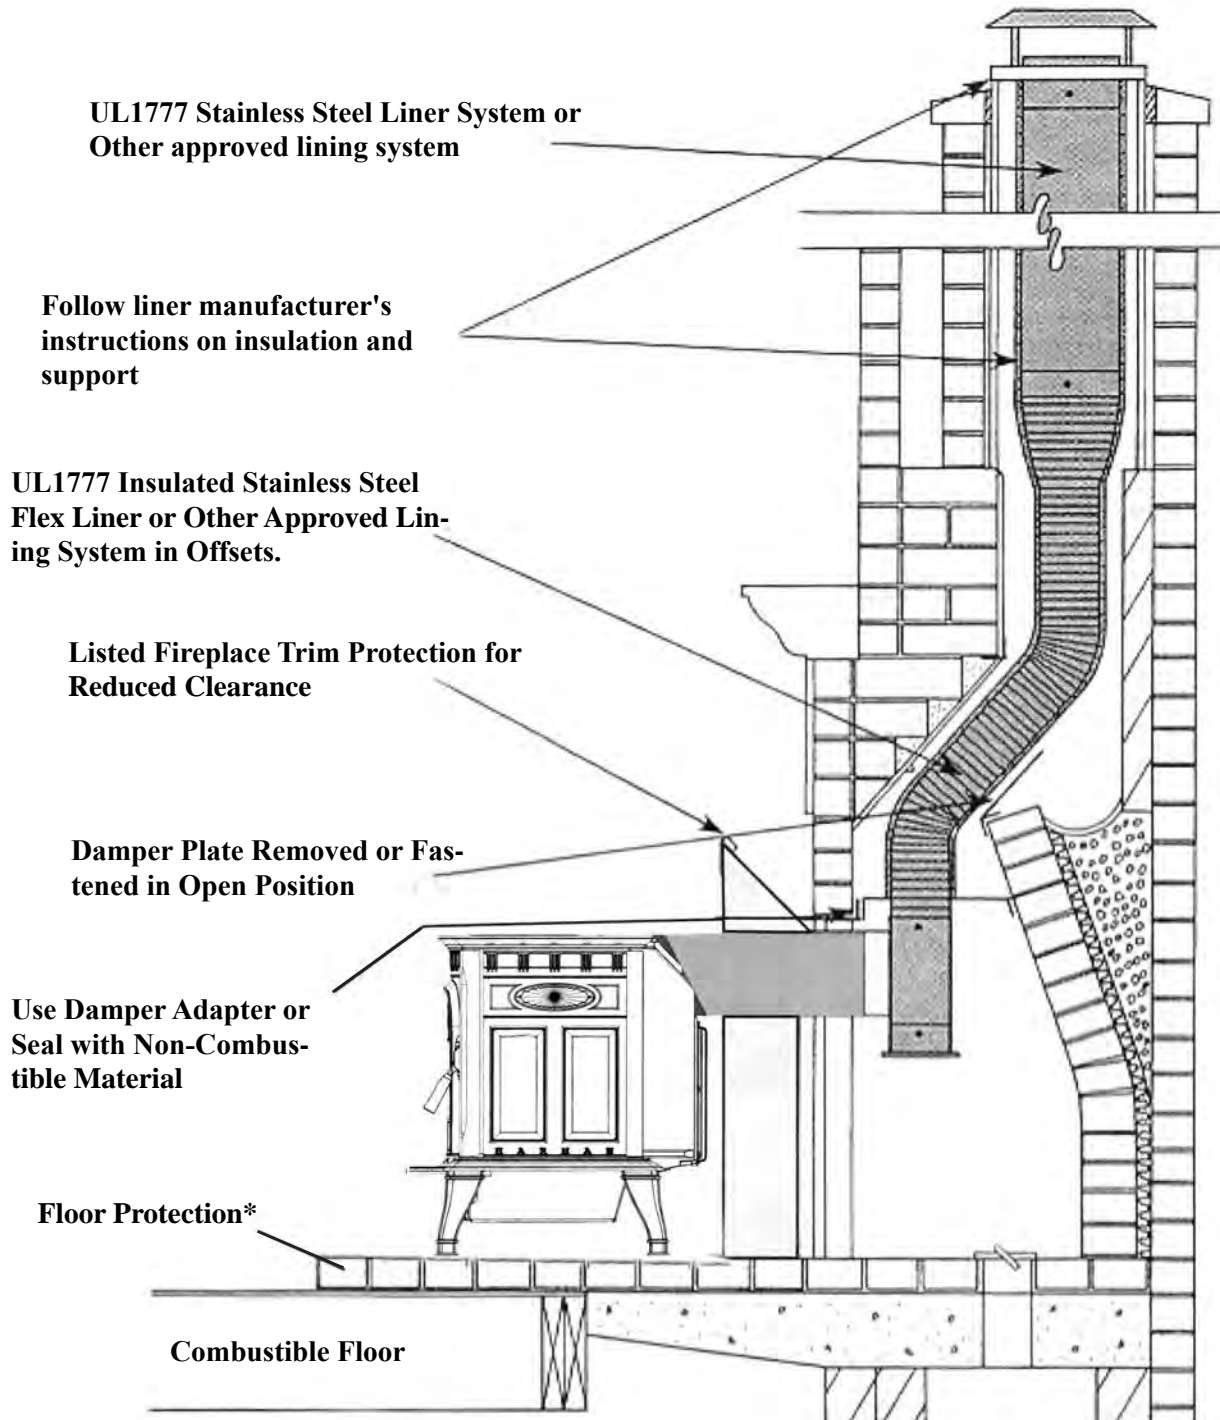 UL1777 Stainless Steel Liner System or
Other approved lining system
Follow liner manufacturer's
instructions on insulation and
support
UL1777 Insulated Stainless Steel
Flex Liner or Other Approved Lin-
ing System in Offsets.
Listed Fireplace Trim Protection for
Reduced Clearance
Damper Plate Removed or Fas-
tened in Open Position
Use Damper Adapter or
Seal with Non-Combus-
tible Material
HARMAN
Floor Protection*
Combustible Floor